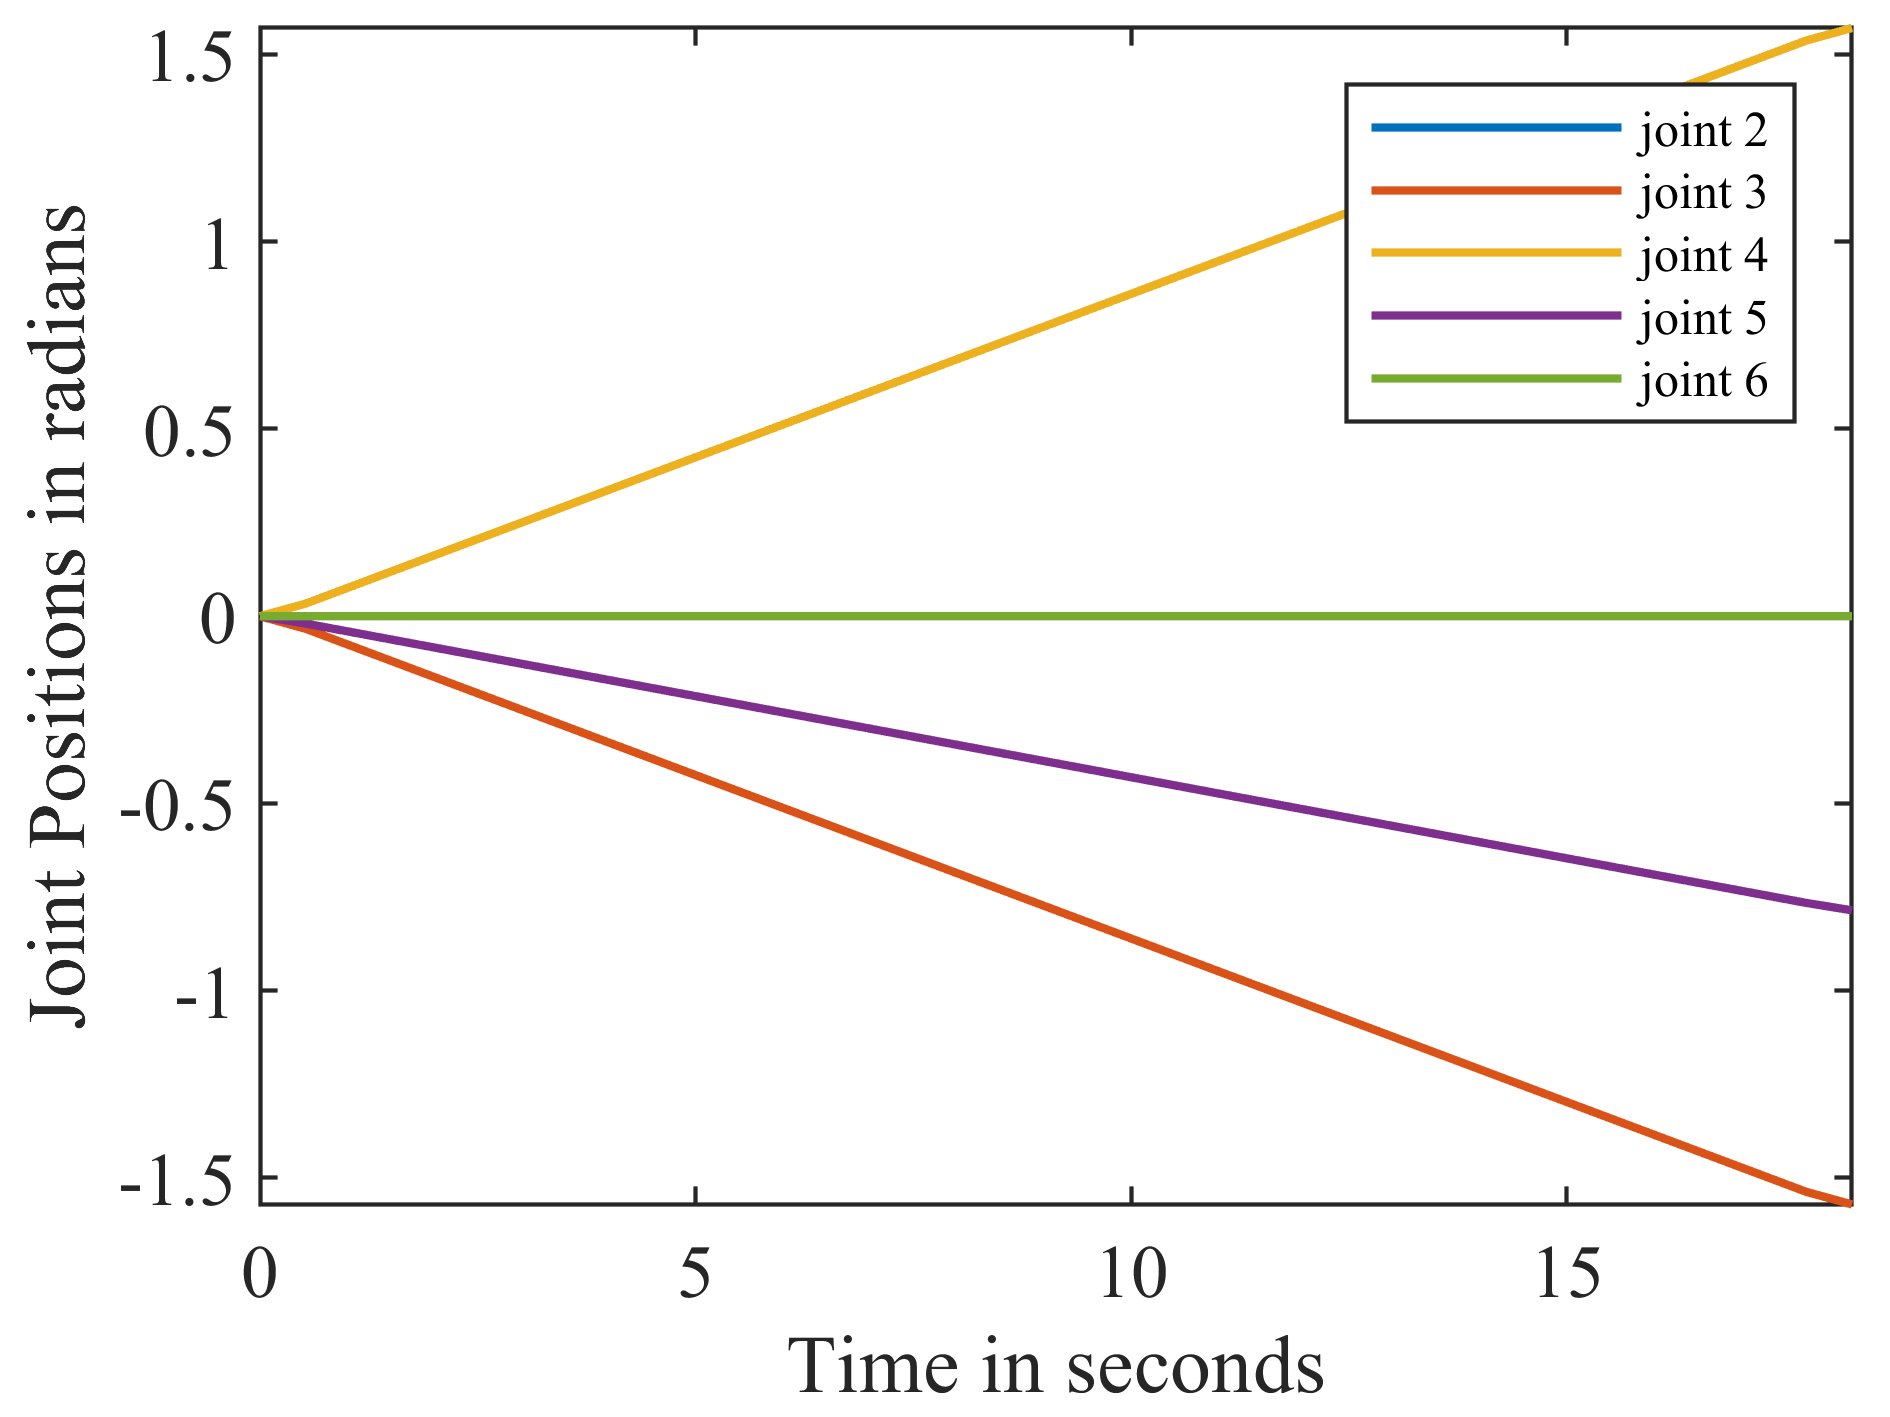 Joint Positions in radians
1.5
1
0.5
0
-0.5
-1
-1.5
joint 2
joint 3
joint 4
joint 5
joint 6
0 5 10 15
Time in seconds